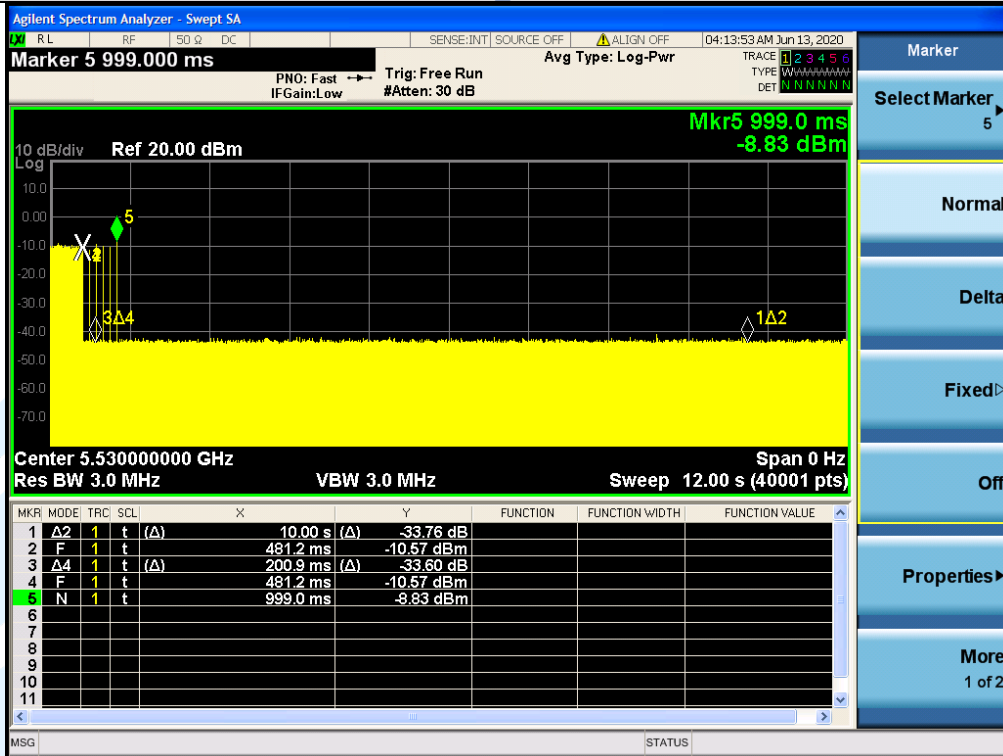 Agilent Spectrum Analyzer - Swept SA
LXI RL RF 50 Ω DC SENSE:INT SOURCE OFF ALIGN OFF 04:13:53 AM Jun 13, 2020
Marker 5 999.000 ms
PNO: Fast
IFGain:Low
Trig: Free Run
#Atten: 30 dB
Avg Type: Log-Pwr
TRACE 1 2 3 4 5 6
TYPE WWWWWW
DET N N N N N N
Mkr5 999.0 ms
-8.83 dBm
10 dB/div Ref 20.00 dBm
Log
10.0
0.00
-10.0
-20.0
-30.0
-40.0
-50.0
-60.0
-70.0
5
3Δ4
1Δ2
Center 5.530000000 GHz Span 0 Hz
Res BW 3.0 MHz VBW 3.0 MHz Sweep 12.00 s (40001 pts)
MKR MODE TRC SCL X Y FUNCTION FUNCTION WIDTH FUNCTION VALUE
1 Δ2 1 t (Δ) 10.00 s (Δ) -33.76 dB
2 F 1 t 481.2 ms -10.57 dBm
3 Δ4 1 t (Δ) 200.9 ms (Δ) -33.60 dB
4 F 1 t 481.2 ms -10.57 dBm
5 N 1 t 999.0 ms -8.83 dBm
6
7
8
9
10
11
MSG STATUS
Marker
Select Marker
5
Normal
Delta
Fixed
Off
Properties
More
1 of 2